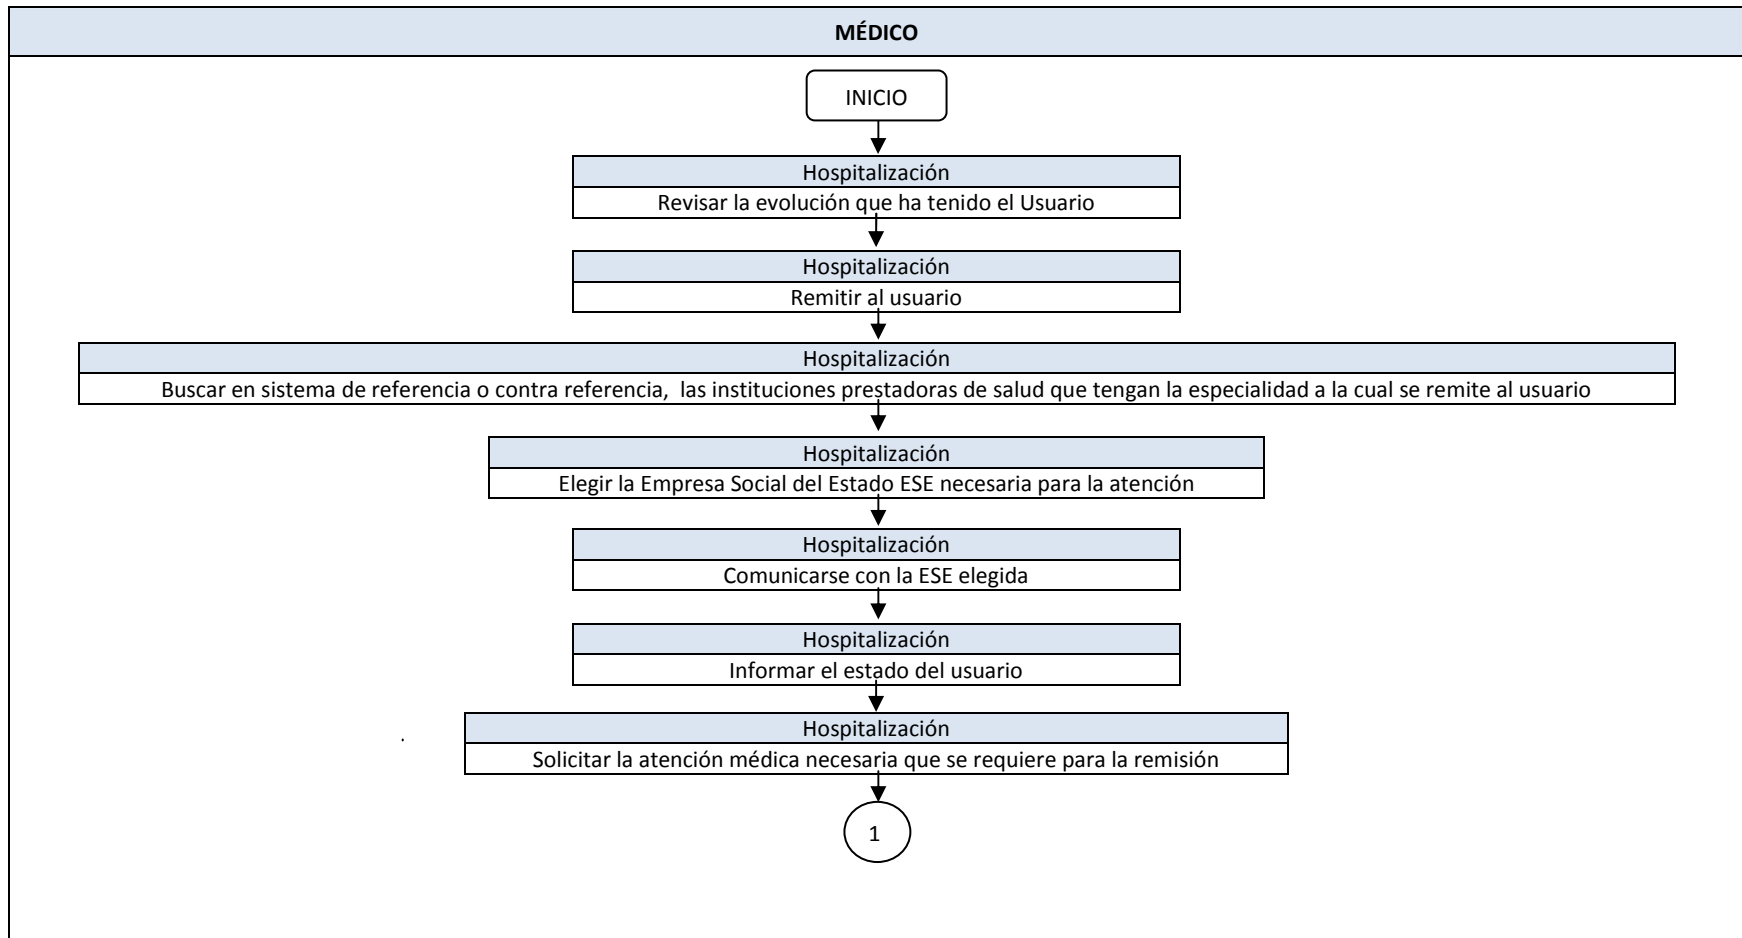 MÉDICO
INICIO
Hospitalización
Revisar la evolución que ha tenido el Usuario
Hospitalización
Remitir al usuario
Hospitalización
Buscar en sistema de referencia o contra referencia,  las instituciones prestadoras de salud que tengan la especialidad a la cual se remite al usuario
Hospitalización
Elegir la Empresa Social del Estado ESE necesaria para la atención
Hospitalización
Comunicarse con la ESE elegida
Hospitalización
Informar el estado del usuario
Hospitalización
Solicitar la atención médica necesaria que se requiere para la remisión
1